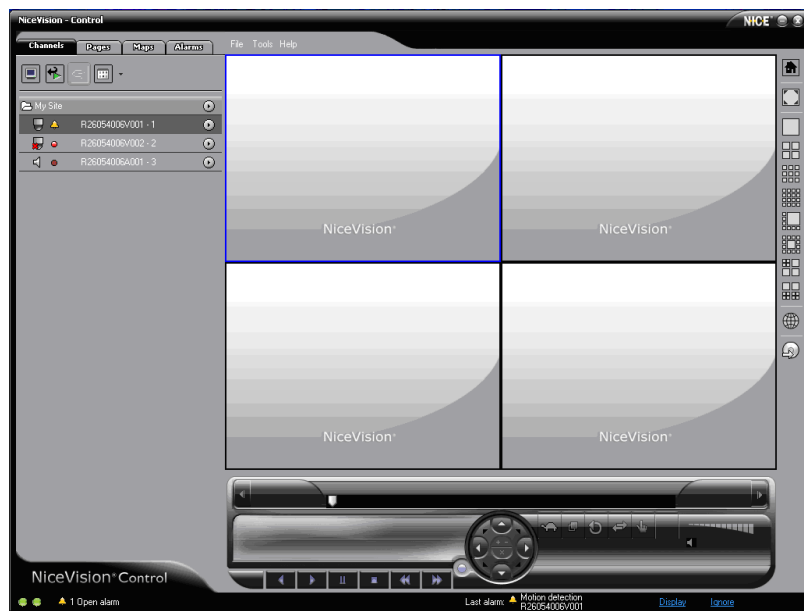 NiceVision - Control
NICE
Channels Pages Maps Alarms File Tools Help
My Site
R26054006V001 - 1
R26054006V002 - 2
R26054006A001 - 3
NiceVision®
NiceVision®
NiceVision®
NiceVision®
NiceVision® Control
1 Open alarm
Last alarm: Motion detection
R26054006V001
Display Ignore